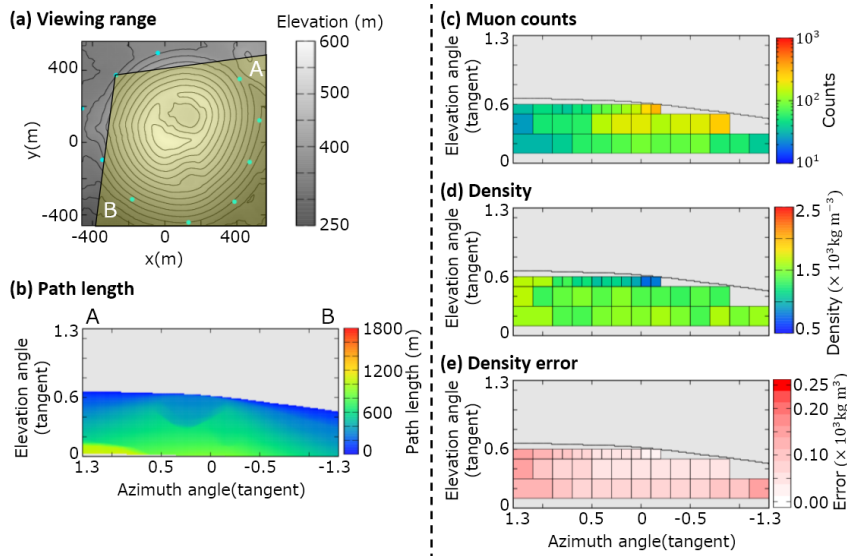 (a) Viewing range
Elevation (m)
600
500
400
250
400
0
-400
y(m)
A
B
-400
0
400
x(m)
(b) Path length
A
B
1.3
0.6
0
Elevation angle
(tangent)
1.3
0.5
0
-0.5
-1.3
Azimuth angle(tangent)
1800
1200
600
0
Path length (m)
(c) Muon counts
1.3
0.6
0
Elevation angle
(tangent)
10³
10²
10¹
Counts
(d) Density
1.3
0.6
0
Elevation angle
(tangent)
2.5
1.5
0.5
Density (× 10³kg m⁻³)
(e) Density error
1.3
0.6
0
Elevation angle
(tangent)
1.3
0.5
0
-0.5
-1.3
Azimuth angle(tangent)
0.25
0.20
0.10
0.00
Error (× 10³kg m³)